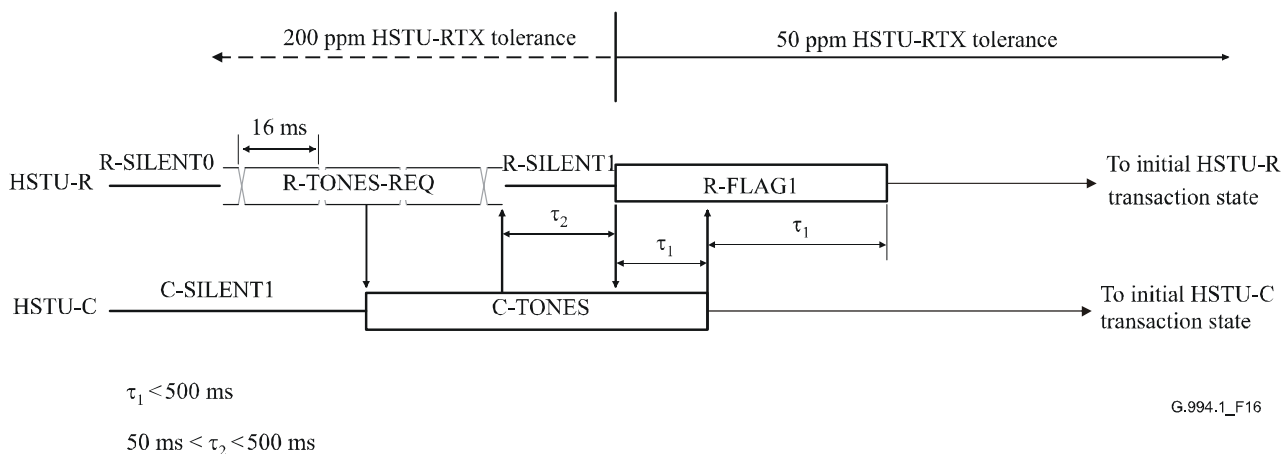 200 ppm HSTU-RTX tolerance
50 ppm HSTU-RTX tolerance
16 ms
R-SILENT0
R-SILENT1
HSTU-R
R-TONES-REQ
R-FLAG1
To initial HSTU-R
transaction state
τ2
τ1
τ1
C-SILENT1
HSTU-C
C-TONES
To initial HSTU-C
transaction state
τ1 < 500 ms
50 ms < τ2 < 500 ms
G.994.1_F16